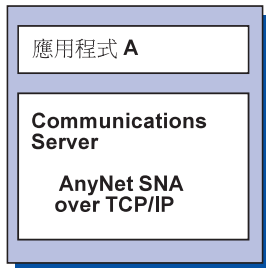 應用程式 A
Communications
Server
AnyNet SNA
over TCP/IP